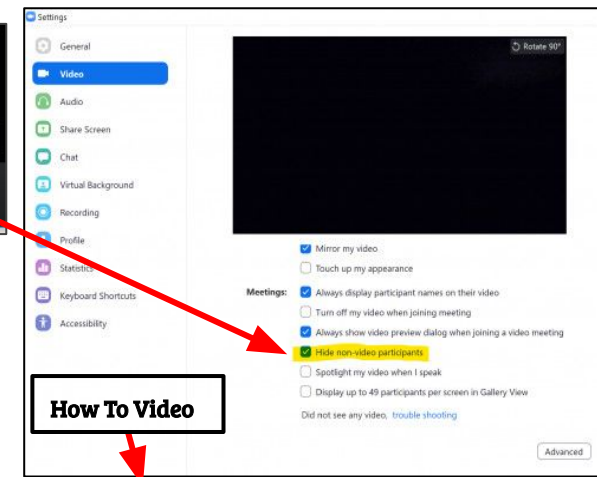 Settings
General
Video
Audio
Share Screen
Chat
Virtual Background
Recording
Profile
Statistics
Keyboard Shortcuts
Accessibility
Rotate 90°
Mirror my video
Touch up my appearance
Meetings: Always display participant names on their video
Turn off my video when joining meeting
Always show video preview dialog when joining a video meeting
Hide non-video participants
Spotlight my video when I speak
Display up to 49 participants per screen in Gallery View
Did not see any video, trouble shooting
Advanced
How To Video